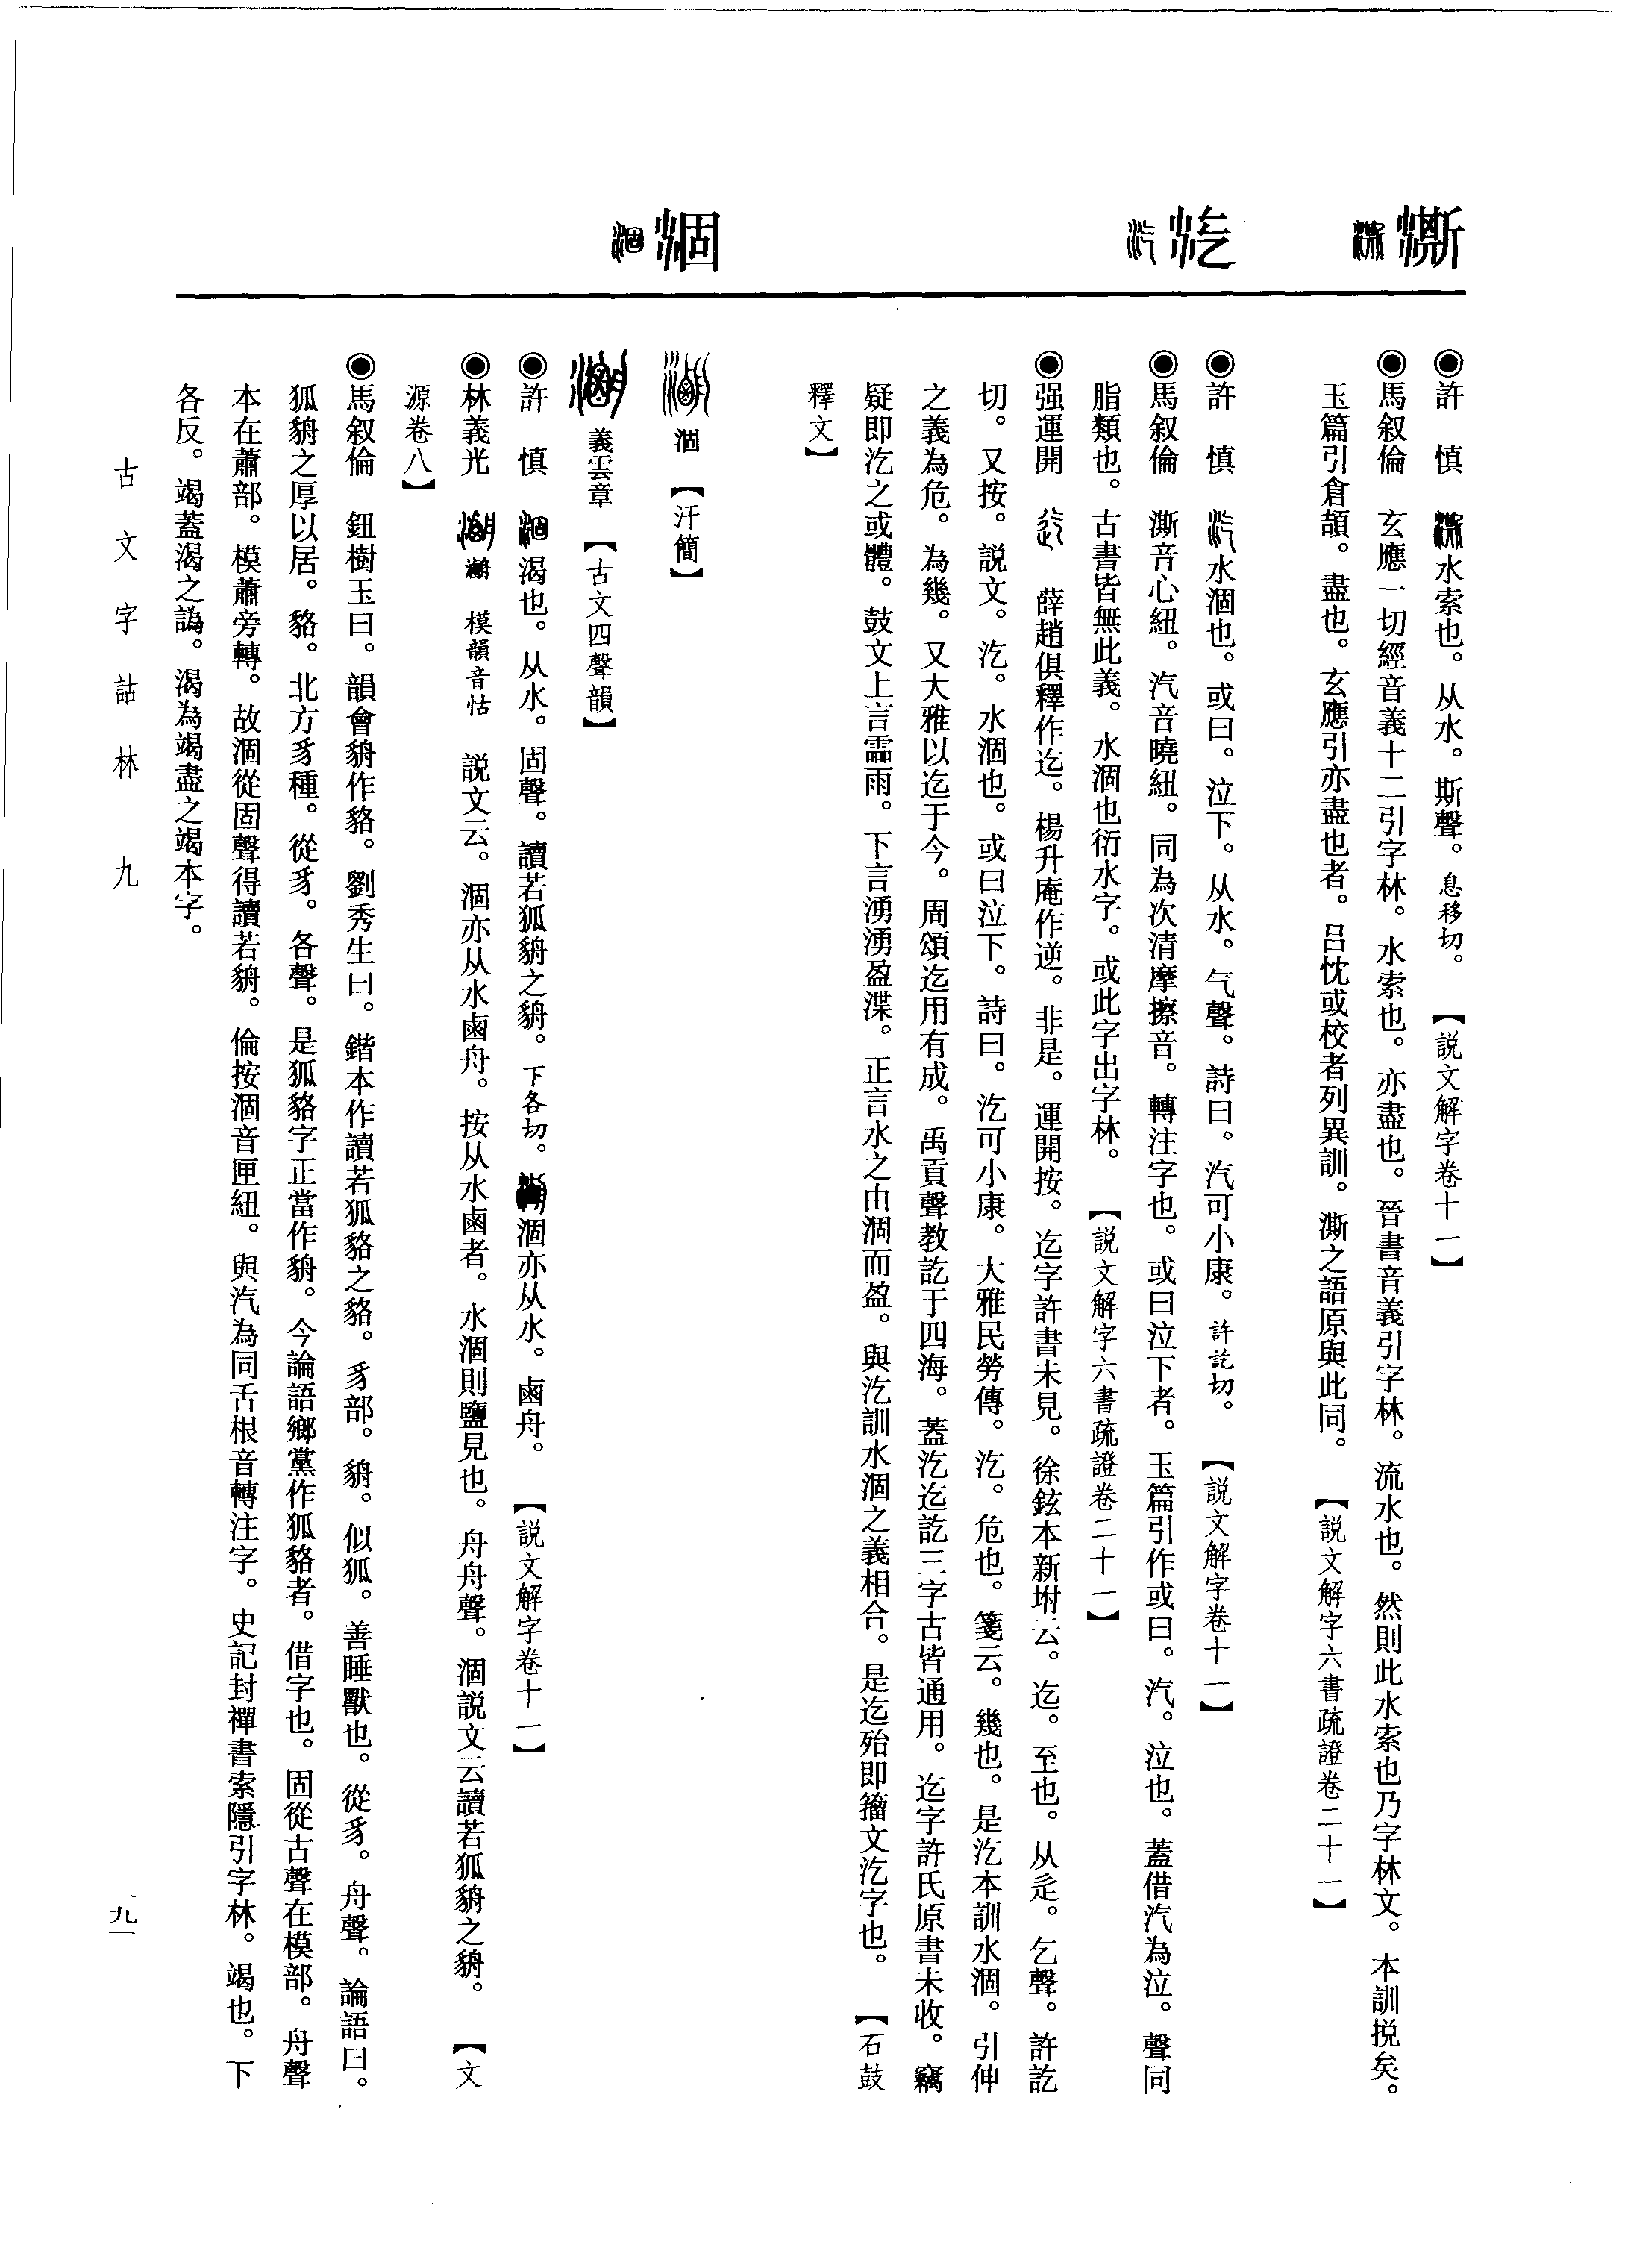 澌
汔
涸
◉許　慎　水索也。从水。斯聲。息移切。【説文解字卷十一】
◉馬叙倫　玄應一切經音義十二引字林。水索也。亦盡也。晉書音義引字林。流水也。然則此水索也乃字林文。本訓挩矣。
玉篇引倉頡。盡也。玄應引亦盡也者。呂忱或校者列異訓。澌之語原與此同。【説文解字六書疏證卷二十一】
◉許　慎　水涸也。或曰。泣下。从水。气聲。詩曰。汽可小康。許訖切。【説文解字卷十一】
◉馬叙倫　澌音心紐。汽音曉紐。同為次清摩擦音。轉注字也。或曰泣下者。玉篇引作或曰。汽。泣也。蓋借汽為泣。聲同
脂類也。古書皆無此義。水涸也衍水字。或此字出字林。【説文解字六書疏證卷二十一】
◉强運開　薛趙俱釋作迄。楊升庵作逆。非是。運開按。迄字許書未見。徐鉉本新坿云。迄。至也。从辵。乞聲。許訖
切。又按。説文。汔。水涸也。或曰泣下。詩曰。汔可小康。大雅民勞傳。汔。危也。箋云。幾也。是汔本訓水涸。引伸
之義為危。為幾。又大雅以迄于今。周頌迄用有成。禹貢聲教訖于四海。蓋汔迄訖三字古皆通用。迄字許氏原書未收。竊
疑即汔之或體。鼓文上言霝雨。下言湧湧盈渫。正言水之由涸而盈。與汔訓水涸之義相合。是迄殆即籀文汔字也。【石鼓
釋文】
涸【汗簡】
義雲章【古文四聲韻】
◉許　慎　渴也。从水。固聲。讀若狐貈之貈。下各切。涸亦从水。鹵舟。【説文解字卷十一】
◉林義光　模韻音怙　説文云。涸亦从水鹵舟。按从水鹵者。水涸則鹽見也。舟舟聲。涸説文云讀若狐貈之貈。【文
源卷八】
◉馬叙倫　鈕樹玉曰。韻會貈作貉。劉秀生曰。鍇本作讀若狐貉之貉。豸部。貈。似狐。善睡獸也。從豸。舟聲。論語曰。
狐貈之厚以居。貉。北方豸種。從豸。各聲。是狐貉字正當作貈。今論語鄉黨作狐貉者。借字也。固從古聲在模部。舟聲
本在蕭部。模蕭旁轉。故涸從固聲得讀若貈。倫按涸音匣紐。與汽為同舌根音轉注字。史記封禪書索隱引字林。竭也。下
各反。竭蓋渴之譌。渴為竭盡之竭本字。
古文字詁林　九
一九一